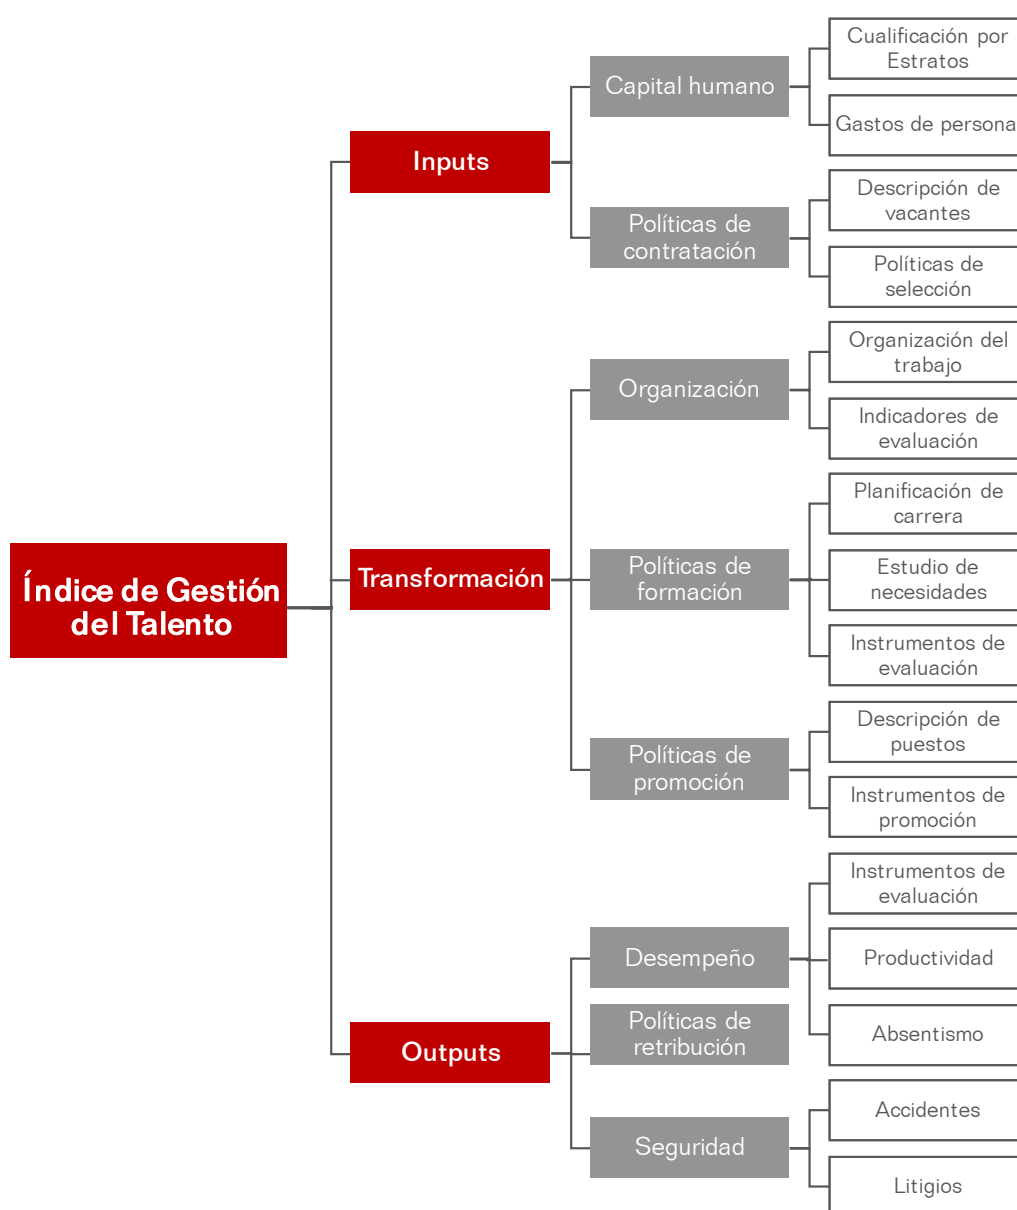 Índice de Gestión
del Talento
Inputs
Capital humano
Cualificación por
Estratos
Gastos de persona
Políticas de
contratación
Descripción de
vacantes
Políticas de
selección
Transformación
Organización
Organización del
trabajo
Indicadores de
evaluación
Políticas de
formación
Planificación de
carrera
Estudio de
necesidades
Instrumentos de
evaluación
Políticas de
promoción
Descripción de
puestos
Instrumentos de
promoción
Outputs
Desempeño
Instrumentos de
evaluación
Productividad
Absentismo
Políticas de
retribución
Seguridad
Accidentes
Litigios